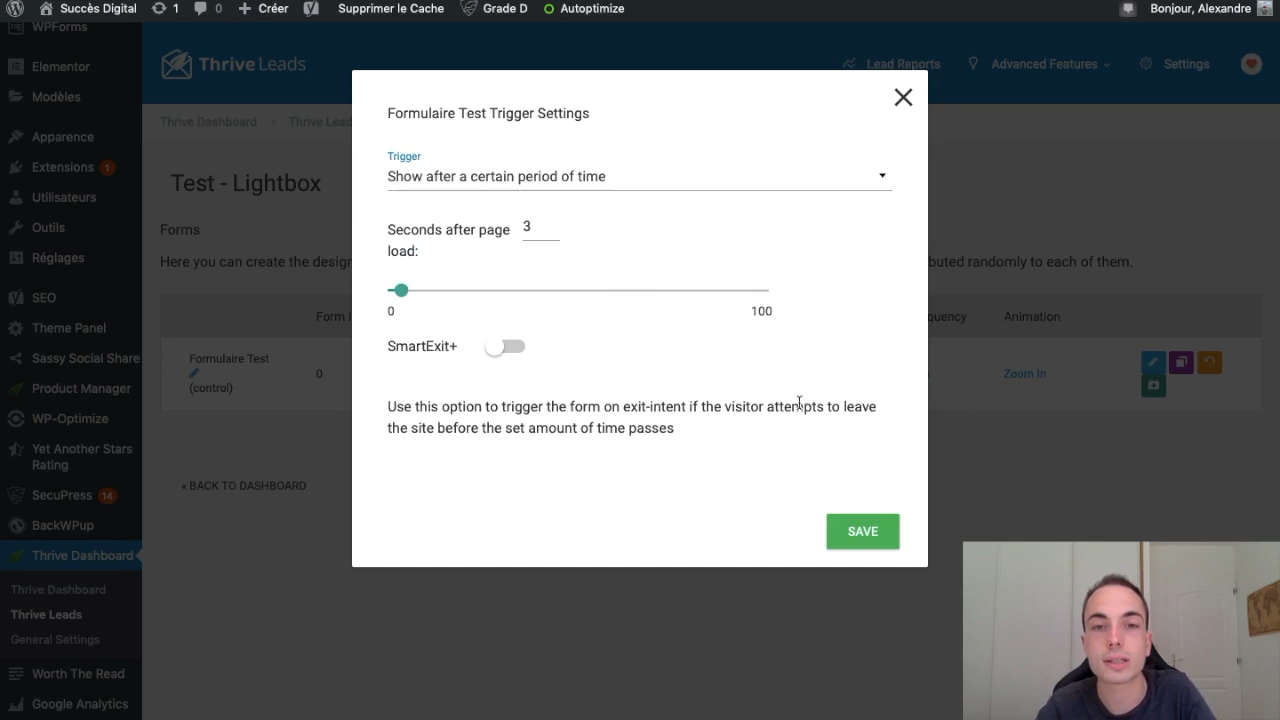 Succès Digital
1
0
Créer
Supprimer le Cache
Grade D
Autoptimize
Bonjour, Alexandre
WPForms
Elementor
Modèles
Apparence
Extensions 1
Utilisateurs
Outils
Réglages
SEO
Theme Panel
Sassy Social Share
Product Manager
WP-Optimize
Yet Another Stars
Rating
SecuPress 14
BackWPup
Thrive Dashboard
Thrive Dashboard
Thrive Leads
General Settings
Worth The Read
Google Analytics
Thrive Leads
Lead Reports
Advanced Features
Settings
Thrive Dashboard > Thrive Lead
Test - Lightbox
Forms
Here you can create the design
buted randomly to each of them.
Form
quency
Animation
Formulaire Test
(control)
0
Zoom In
« BACK TO DASHBOARD
Formulaire Test Trigger Settings
Trigger
Show after a certain period of time
Seconds after page
load:
3
0
100
SmartExit+
Use this option to trigger the form on exit-intent if the visitor attempts to leave
the site before the set amount of time passes
SAVE